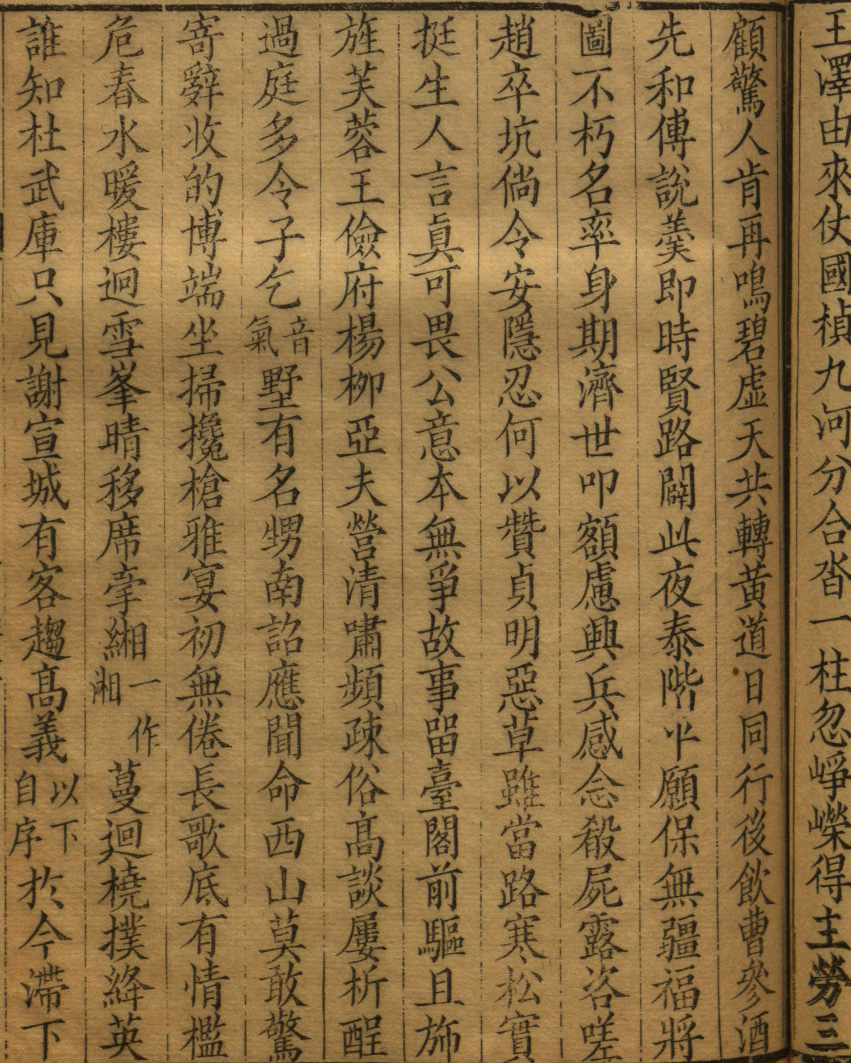 王澤由來仗國楨九河分合沓一柱忽崢嶸得主勞三
顧驚人肯再鳴碧虛天共轉黃道日同行後飲曹參酒
先和傅說羹即時賢路闢此夜泰階平願保無疆福將
圖不朽名率身期濟世叩額慮興兵感念殽屍露咨嗟
趙卒坑倘令安隱忍何以贊貞明惡草雖當路寒松實
挺生人言真可畏公意本無爭故事留臺閣前驅且旆
旌芙蓉王儉府楊柳亞夫營清嘯頻疎俗高談屢析酲
過庭多令子乞音氣墅有名甥南詔應聞命西山莫敢驚
寄辭收的博端坐掃攙槍雅宴初無倦長歌底有情檻
危春水暖樓迥雪峯晴移席牽緗一作湘蔓迴橈撲絳英
誰知杜武庫只見謝宣城有客趨高義以下自序於今滯下